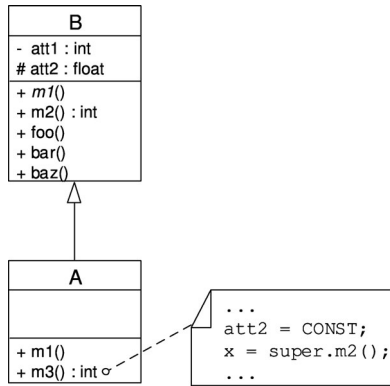 B
- att1 : int
# att2 : float
+ m1()
+ m2() : int
+ foo()
+ bar()
+ baz()
A
+ m1()
+ m3() : int
...
att2 = CONST;
x = super.m2();
...